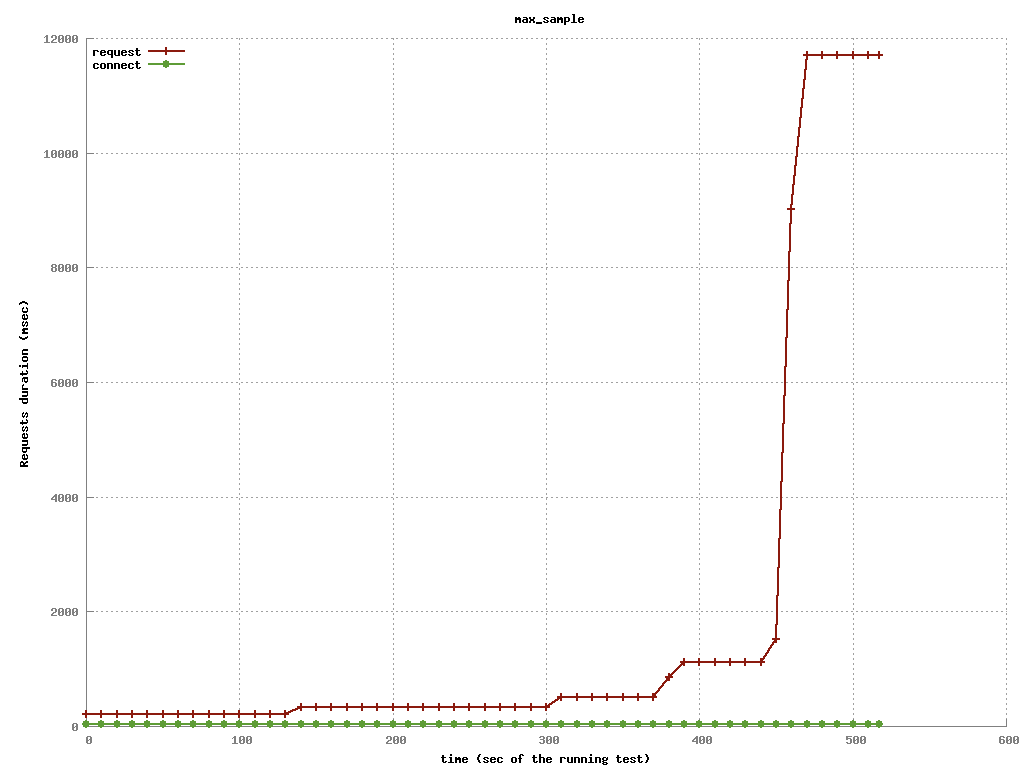 max_sample
12000
request
connect
10000
8000
6000
4000
2000
0
Requests duration (msec)
0 100 200 300 400 500 600
time (sec of the running test)